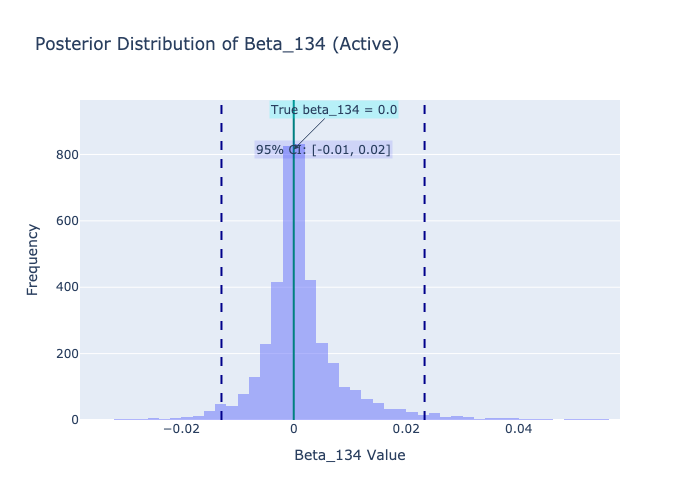 Posterior Distribution of Beta_134 (Active)
True beta_134 = 0.0
95% CI: [-0.01, 0.02]
Frequency
800
600
400
200
0
−0.02
0
0.02
0.04
Beta_134 Value